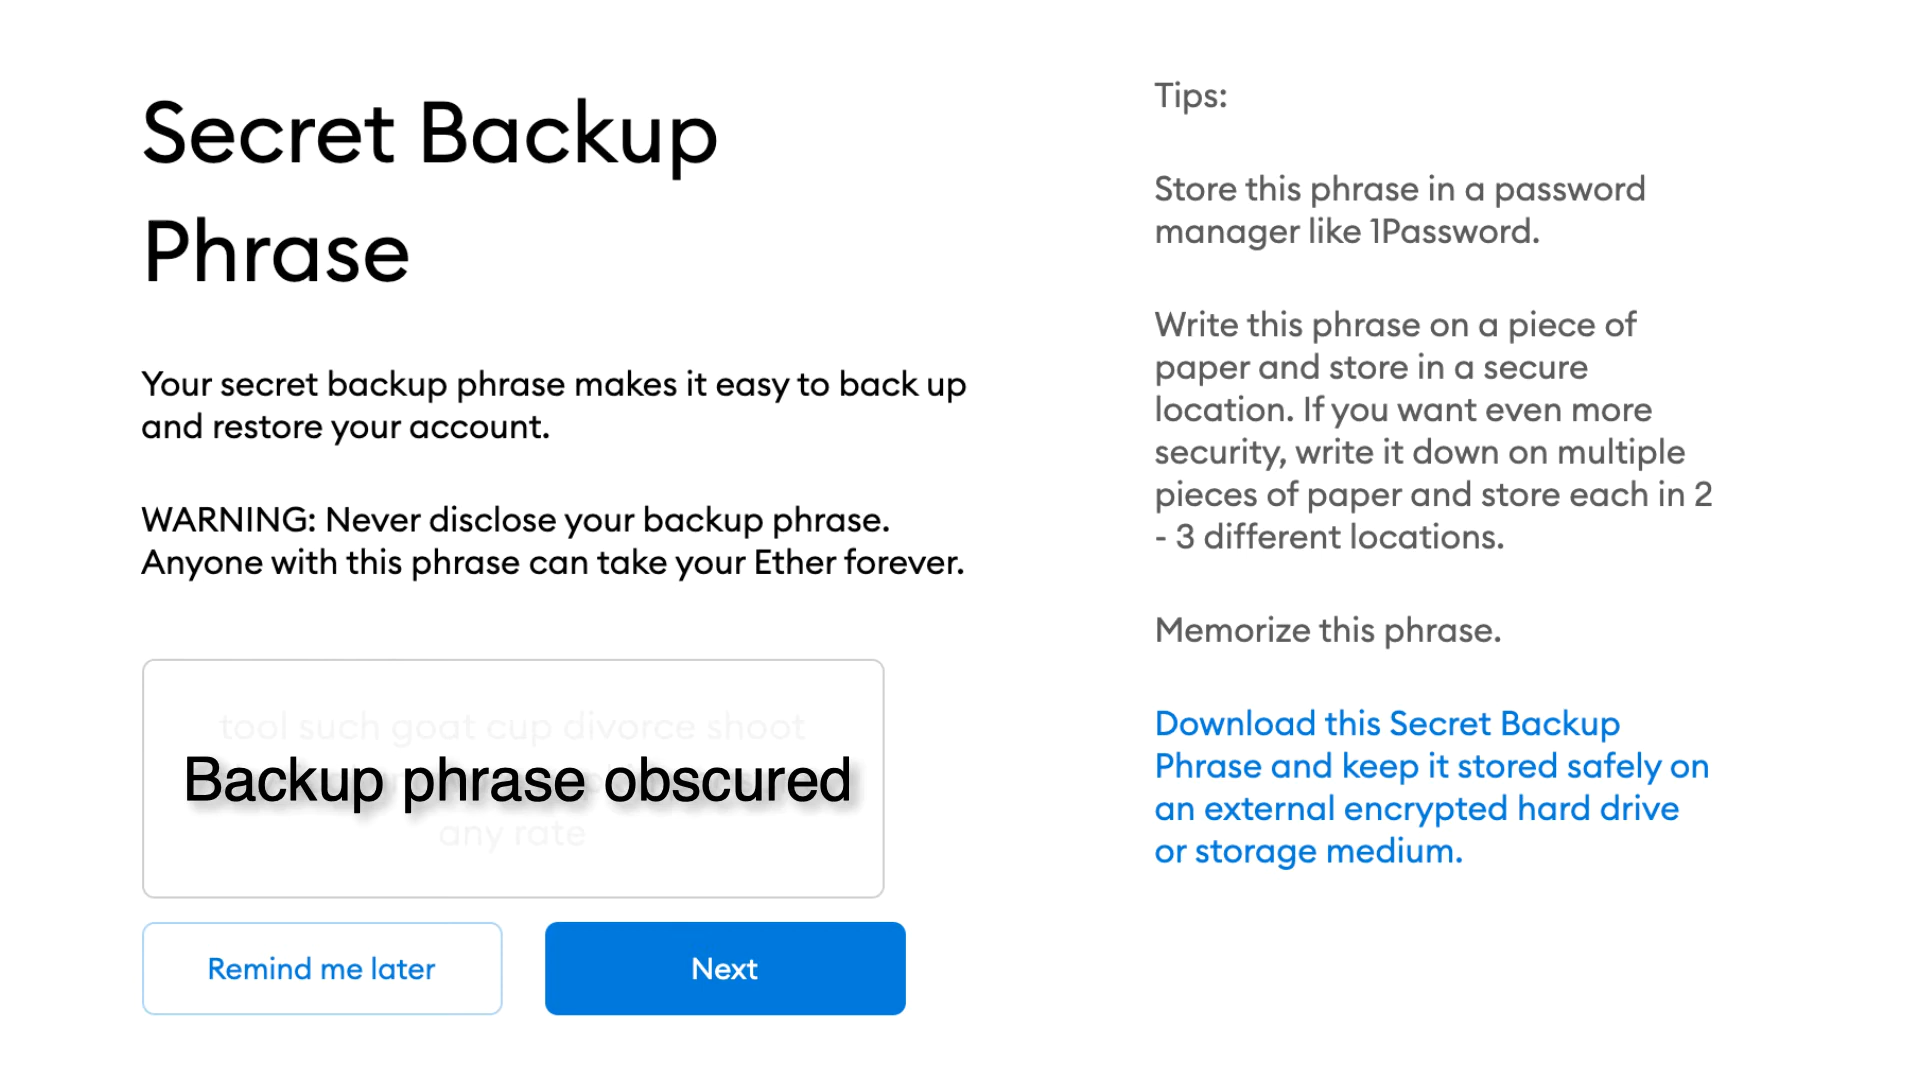 Secret Backup
Phrase
Your secret backup phrase makes it easy to back up
and restore your account.
WARNING: Never disclose your backup phrase.
Anyone with this phrase can take your Ether forever.
Backup phrase obscured
Remind me later
Next
Tips:
Store this phrase in a password
manager like 1Password.
Write this phrase on a piece of
paper and store in a secure
location. If you want even more
security, write it down on multiple
pieces of paper and store each in 2
- 3 different locations.
Memorize this phrase.
Download this Secret Backup
Phrase and keep it stored safely on
an external encrypted hard drive
or storage medium.